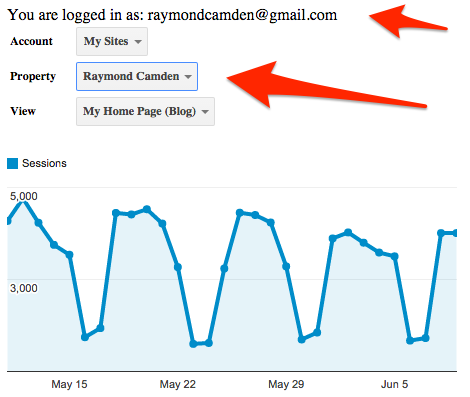 You are logged in as: raymondcamden@gmail.com
Account My Sites
Property Raymond Camden
View My Home Page (Blog)
Sessions
5,000
3,000
May 15 May 22 May 29 Jun 5